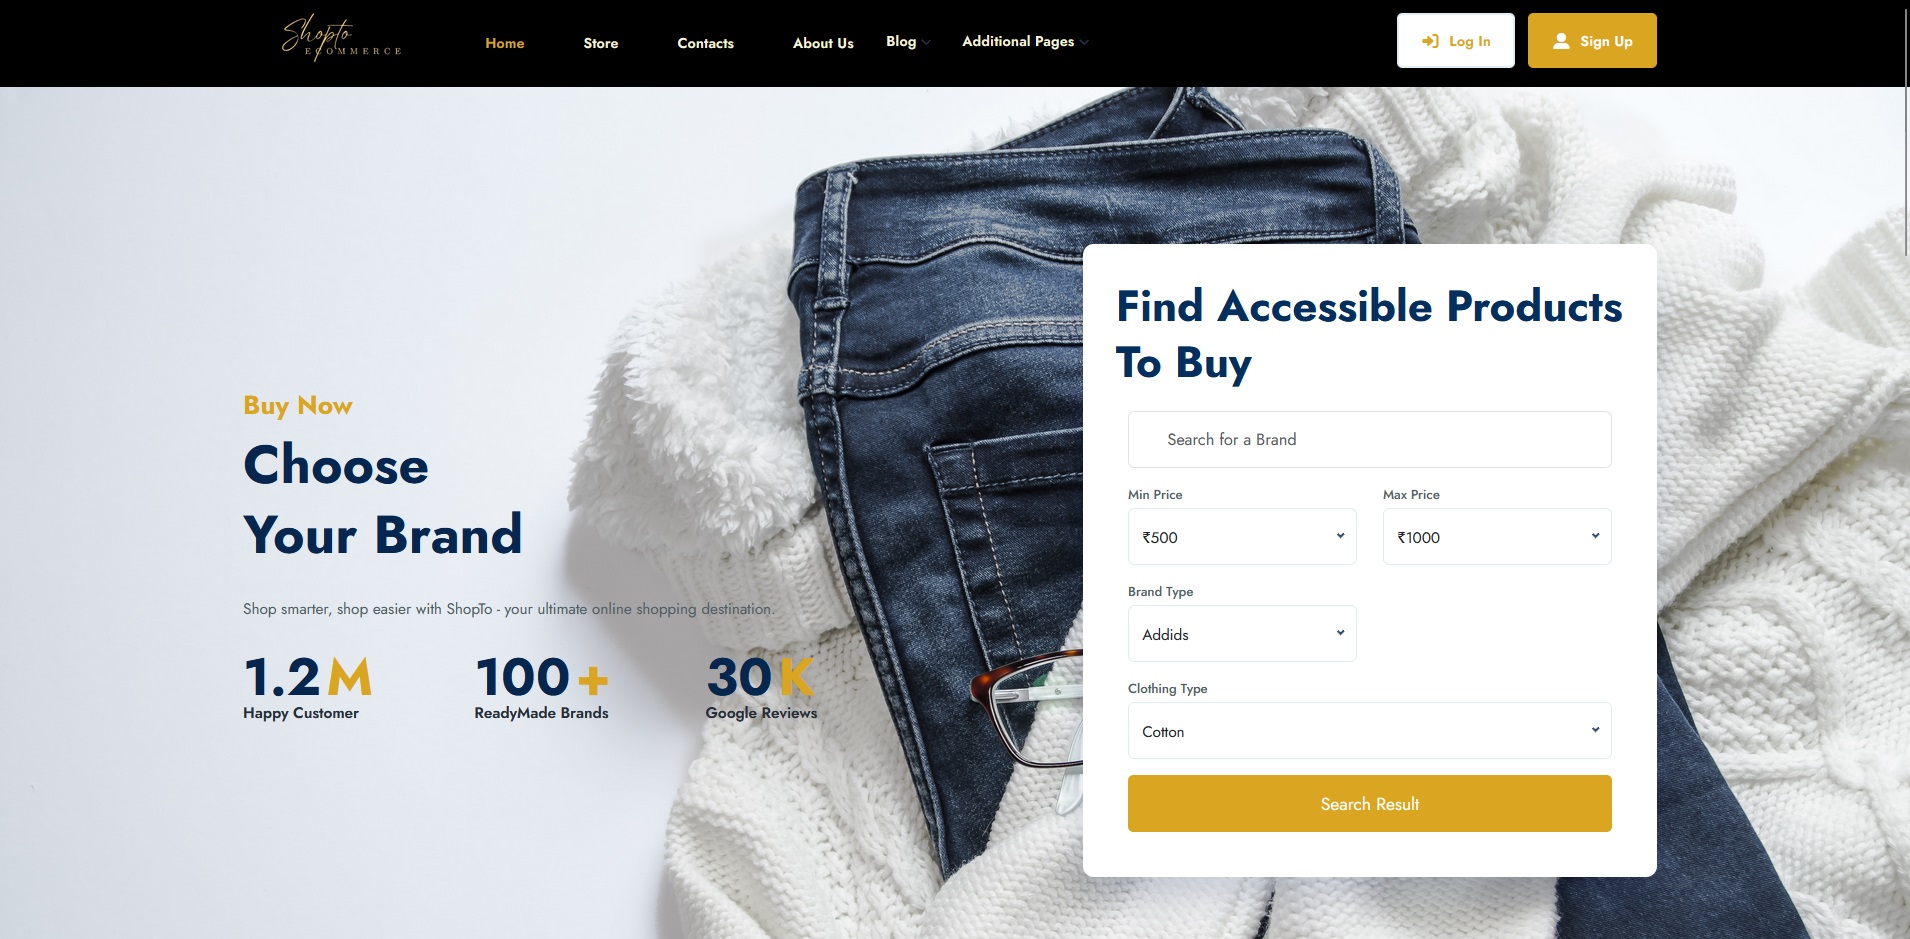 Shopto
ECOMMERCE
Home
Store
Contacts
About Us
Blog
Additional Pages
Log In
Sign Up
Buy Now
Choose
Your Brand
Shop smarter, shop easier with ShopTo - your ultimate online shopping destination.
1.2 M
Happy Customer
100 +
ReadyMade Brands
30 K
Google Reviews
Find Accessible Products
To Buy
Search for a Brand
Min Price
₹500
Max Price
₹1000
Brand Type
Addids
Clothing Type
Cotton
Search Result